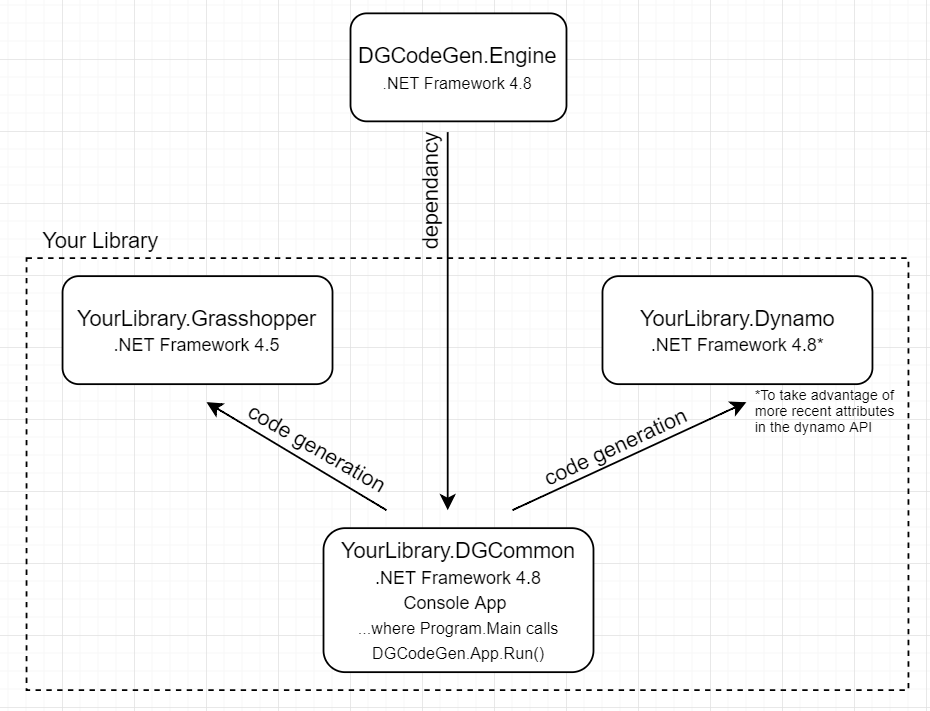 DGCodeGen.Engine
.NET Framework 4.8
dependancy
Your Library
YourLibrary.Grasshopper
.NET Framework 4.5
YourLibrary.Dynamo
.NET Framework 4.8*
*To take advantage of
more recent attributes
in the dynamo API
code generation
code generation
YourLibrary.DGCommon
.NET Framework 4.8
Console App
...where Program.Main calls
DGCodeGen.App.Run()